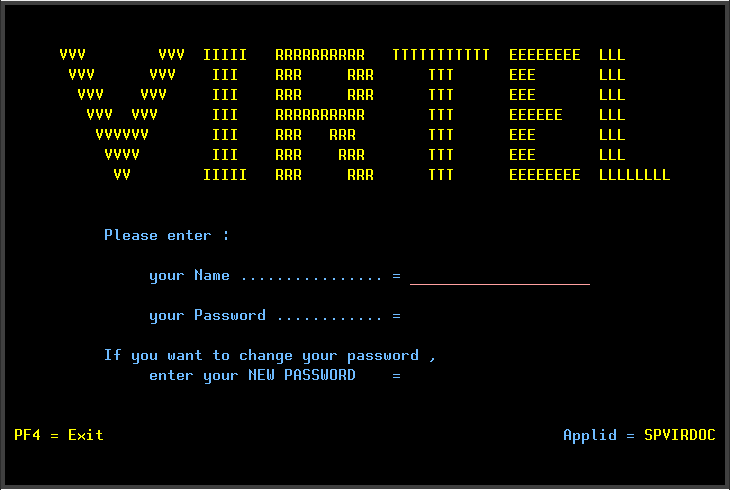 VVV        VVV  IIIII   RRRRRRRRRR   TTTTTTTTTTT  EEEEEEEE  LLL
VVV      VVV    III    RRR     RRR      TTT      EEE       LLL
VVV    VVV     III    RRR     RRR      TTT      EEE       LLL
VVV  VVV      III    RRRRRRRRRR       TTT      EEEEEE    LLL
VVVVVV       III    RRR   RRR        TTT      EEE       LLL
VVVV        III    RRR    RRR       TTT      EEE       LLL
VV        IIIII   RRR     RRR      TTT      EEEEEEEE  LLLLLLLL
Please enter :
your Name ................ =
your Password ............ =
If you want to change your password ,
enter your NEW PASSWORD    =
PF4 = Exit                                                   Applid = SPVIRDOC